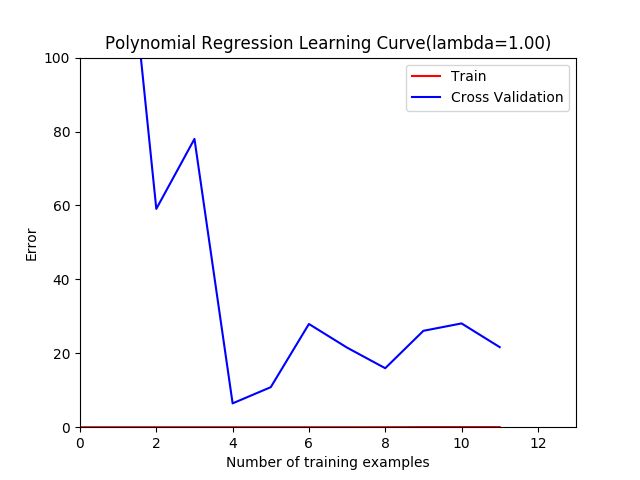 Polynomial Regression Learning Curve(lambda=1.00)
100
80
60
40
20
0
Error
Train
Cross Validation
0 2 4 6 8 10 12
Number of training examples